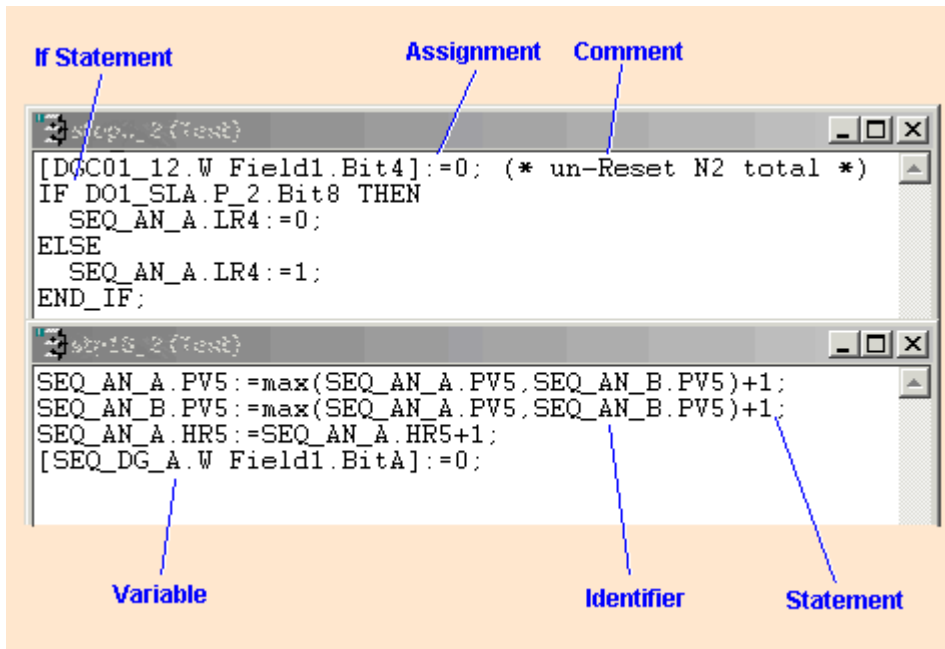 If Statement
Assignment
Comment
[DGC01_12.W Field1.Bit4]:=0; (* un-Reset N2 total *)
IF DO1_SLA.P_2.Bit8 THEN
SEQ_AN_A.LR4:=0;
ELSE
SEQ_AN_A.LR4:=1;
END_IF;
(Test)
SEQ_AN_A.PV5:=max(SEQ_AN_A.PV5,SEQ_AN_B.PV5)+1;
SEQ_AN_B.PV5:=max(SEQ_AN_A.PV5,SEQ_AN_B.PV5)+1;
SEQ_AN_A.HR5:=SEQ_AN_A.HR5+1;
[SEQ_DG_A.W Field1.BitA]:=0;
Variable
Identifier
Statement